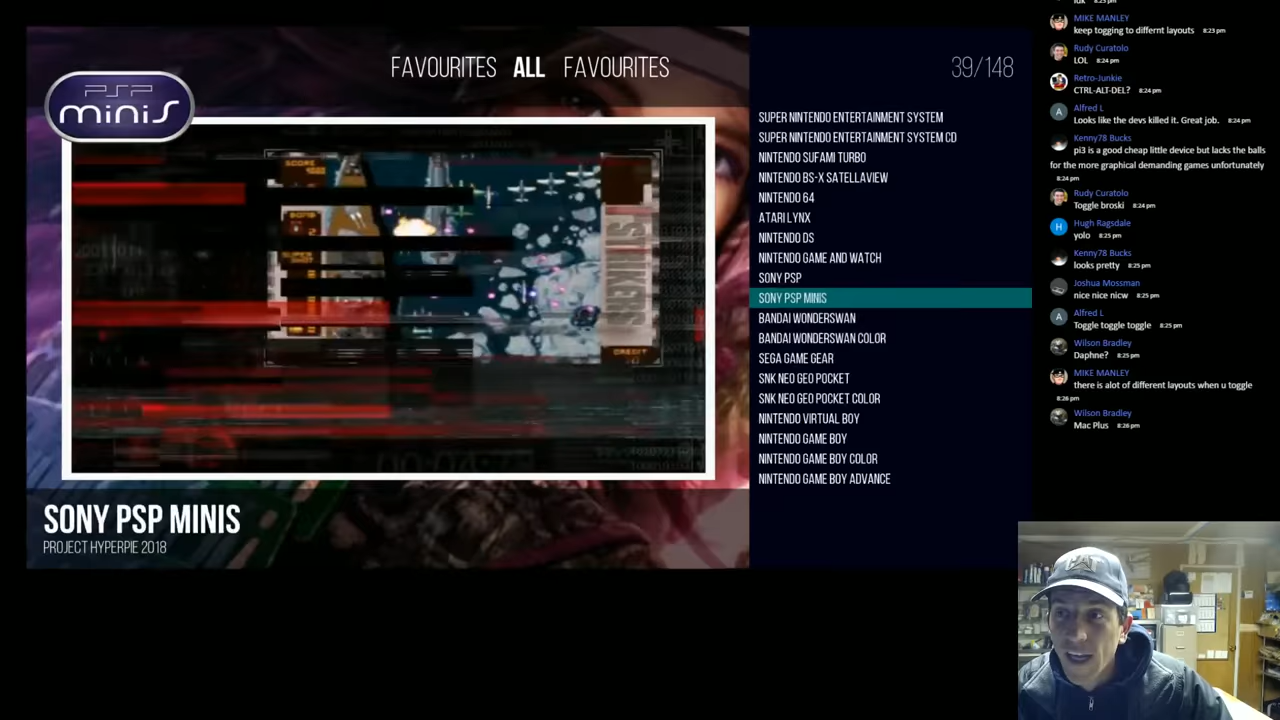 FAVOURITES ALL FAVOURITES
39/148
PSP
minis
SCORE
CREDIT
SONY PSP MINIS
PROJECT HYPERPIE 2018
SUPER NINTENDO ENTERTAINMENT SYSTEM
SUPER NINTENDO ENTERTAINMENT SYSTEM CD
NINTENDO SUFAMI TURBO
NINTENDO BS-X SATELLAVIEW
NINTENDO 64
ATARI LYNX
NINTENDO DS
NINTENDO GAME AND WATCH
SONY PSP
SONY PSP MINIS
BANDAI WONDERSWAN
BANDAI WONDERSWAN COLOR
SEGA GAME GEAR
SNK NEO GEO POCKET
SNK NEO GEO POCKET COLOR
NINTENDO VIRTUAL BOY
NINTENDO GAME BOY
NINTENDO GAME BOY COLOR
NINTENDO GAME BOY ADVANCE
MIKE MANLEY
keep togging to differnt layouts 8:23 pm
Rudy Curatolo
LOL 8:24 pm
Retro-Junkie
CTRL-ALT-DEL? 8:24 pm
A Alfred L
Looks like the devs killed it. Great job. 8:24 pm
Kenny78 Bucks
pi3 is a good cheap little device but lacks the balls
for the more graphical demanding games unfortunately
8:24 pm
Rudy Curatolo
Toggle broski 8:24 pm
H Hugh Ragsdale
yolo 8:25 pm
Kenny78 Bucks
looks pretty 8:25 pm
Joshua Mossman
nice nice nicw 8:25 pm
A Alfred L
Toggle toggle toggle 8:25 pm
Wilson Bradley
Daphne? 8:25 pm
MIKE MANLEY
there is alot of different layouts when u toggle
8:26 pm
Wilson Bradley
Mac Plus 8:26 pm
CAT